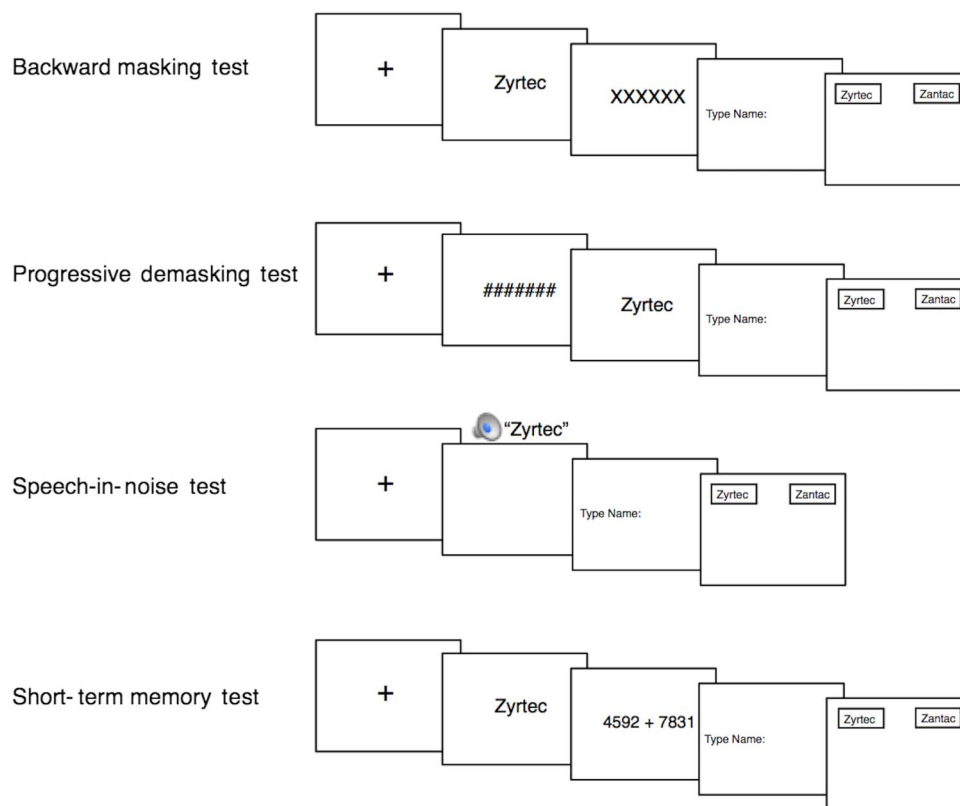 Backward masking test
+
Zyrtec
XXXXXX
Type Name:
Zyrtec
Zantac
Progressive demasking test
+
#######
Zyrtec
Type Name:
Zyrtec
Zantac
Speech-in-noise test
+
“Zyrtec”
Type Name:
Zyrtec
Zantac
Short-term memory test
+
Zyrtec
4592 + 7831
Type Name:
Zyrtec
Zantac